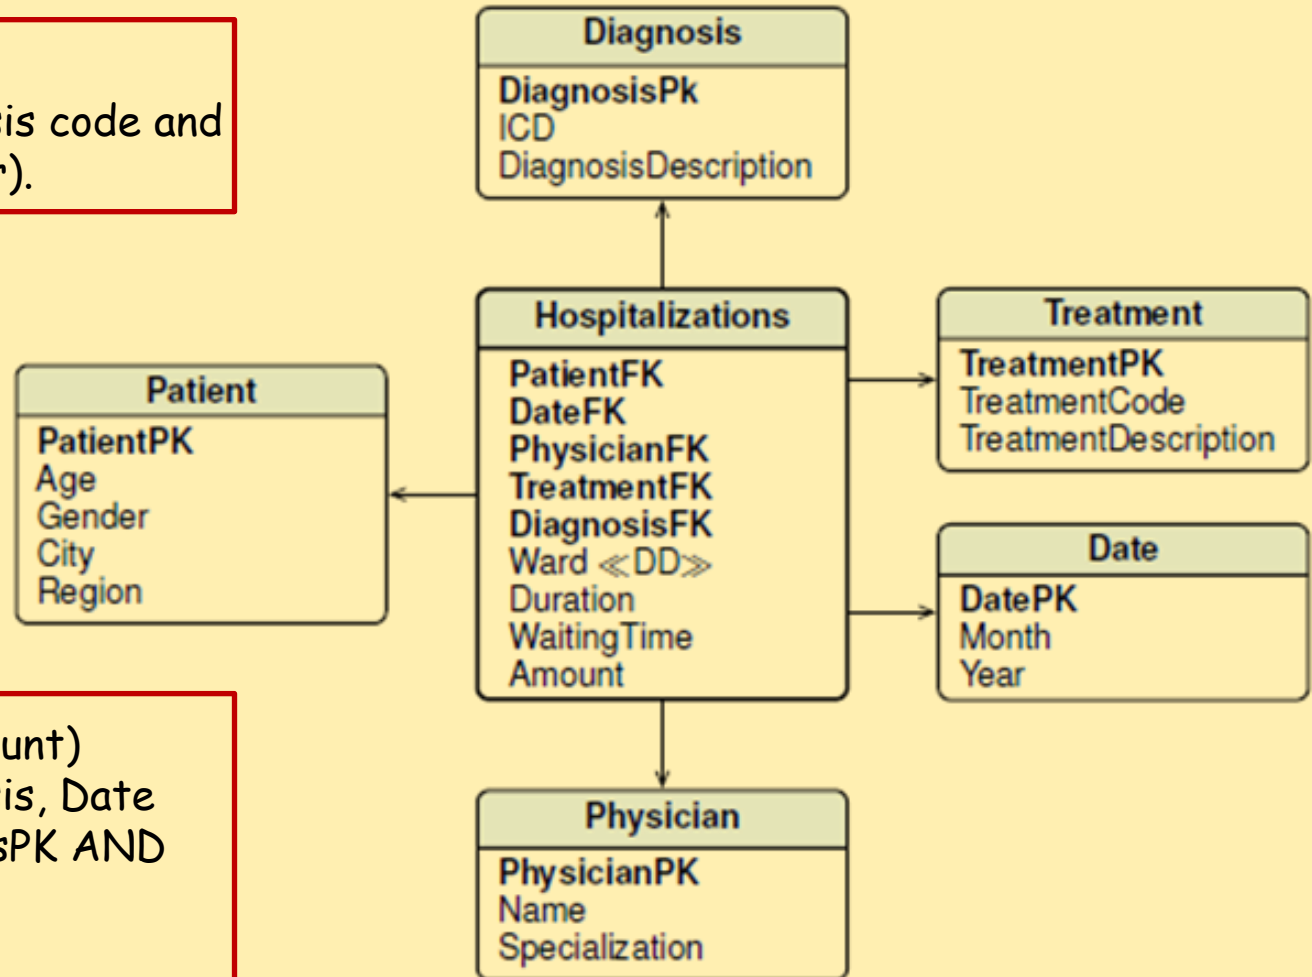 sis code and
r).
Diagnosis
DiagnosisPk
ICD
DiagnosisDescription
Hospitalizations
PatientFK
DateFK
PhysicianFK
TreatmentFK
DiagnosisFK
Ward ≪DD≫
Duration
WaitingTime
Amount
Treatment
TreatmentPK
TreatmentCode
TreatmentDescription
Patient
PatientPK
Age
Gender
City
Region
Date
DatePK
Month
Year
unt)
is, Date
sPK AND
Physician
PhysicianPK
Name
Specialization